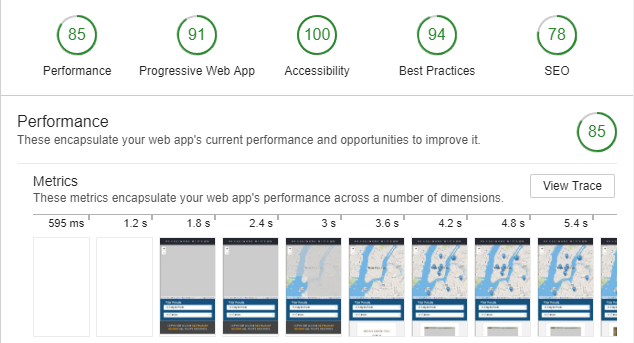 85 91 100 94 78
Performance Progressive Web App Accessibility Best Practices SEO
Performance
These encapsulate your web app's current performance and opportunities to improve it.
85
Metrics
These metrics encapsulate your web app's performance across a number of dimensions.
View Trace
595 ms 1.2 s 1.8 s 2.4 s 3 s 3.6 s 4.2 s 4.8 s 5.4 s